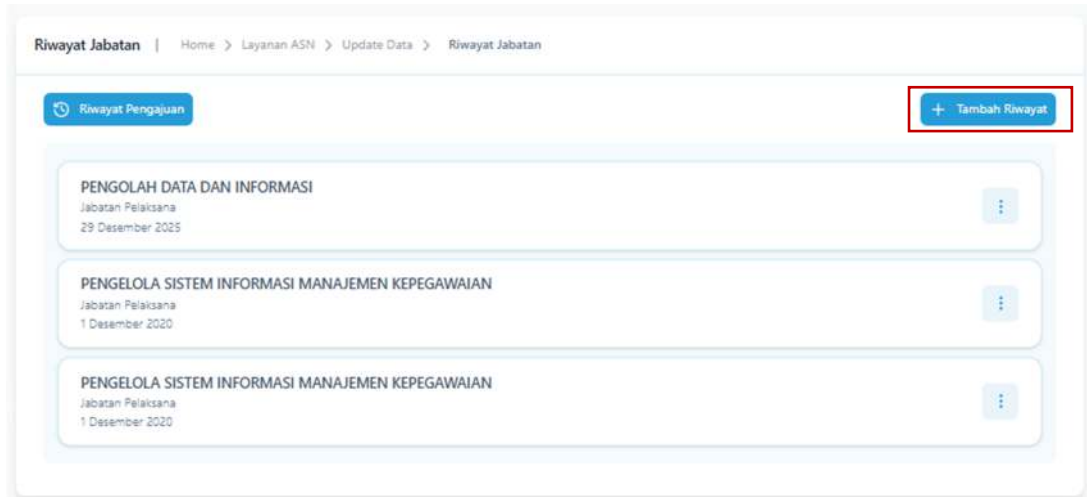 Riwayat Jabatan | Home > Layanan ASN > Update Data > Riwayat Jabatan
Riwayat Pengajuan
+ Tambah Riwayat
PENGOLAH DATA DAN INFORMASI
Jabatan Pelaksana
29 Desember 2025
PENGELOLA SISTEM INFORMASI MANAJEMEN KEPEGAWAIAN
Jabatan Pelaksana
1 Desember 2020
PENGELOLA SISTEM INFORMASI MANAJEMEN KEPEGAWAIAN
Jabatan Pelaksana
1 Desember 2020